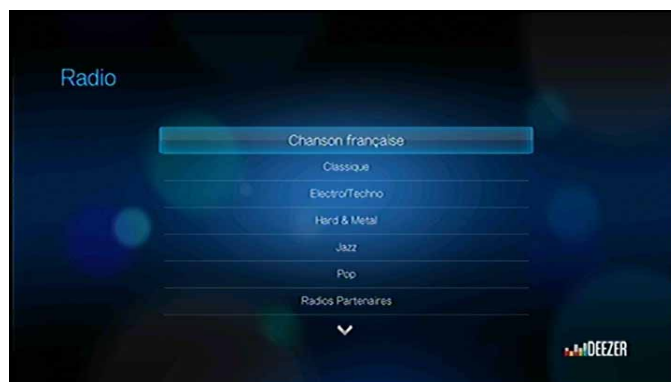 Radio
Chanson française
Classique
Electro/Techno
Hard & Metal
Jazz
Pop
Radios Partenaires
DEEZER